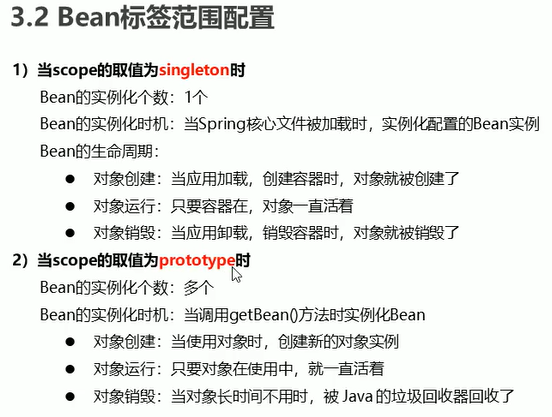 3.2 Bean标签范围配置
1）当scope的取值为singleton时
Bean的实例化个数：1个
Bean的实例化时机：当Spring核心文件被加载时，实例化配置的Bean实例
Bean的生命周期：
● 对象创建：当应用加载，创建容器时，对象就被创建了
● 对象运行：只要容器在，对象一直活着
● 对象销毁：当应用卸载，销毁容器时，对象就被销毁了
2）当scope的取值为prototype时
Bean的实例化个数：多个
Bean的实例化时机：当调用getBean()方法时实例化Bean
● 对象创建：当使用对象时，创建新的对象实例
● 对象运行：只要对象在使用中，就一直活着
● 对象销毁：当对象长时间不用时，被 Java 的垃圾回收器回收了